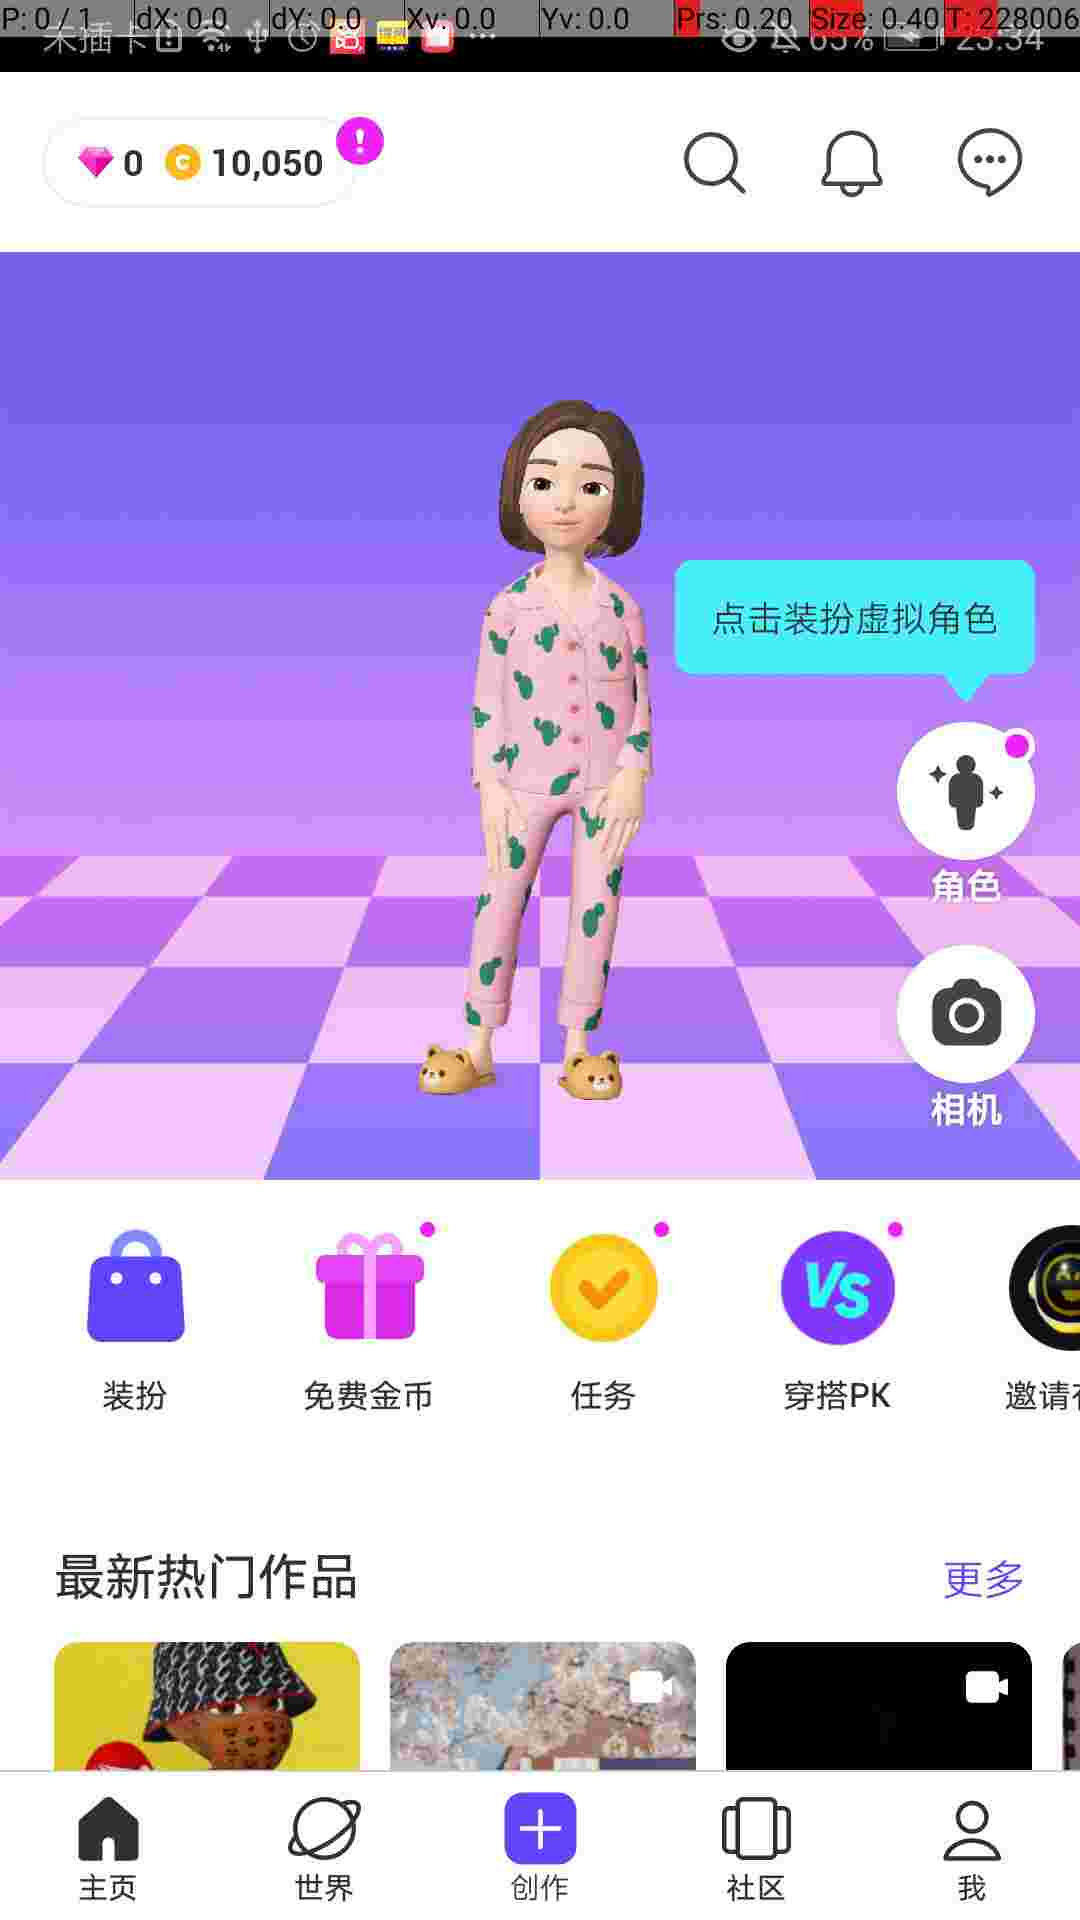 P: 0 / 1 dX: 0.0 dY: 0.0 Xv: 0.0 Yv: 0.0 Prs: 0.20 Size: 0.40 T: 228006
未插卡 63% 23:34
0 10,050
点击装扮虚拟角色
角色
相机
VS
装扮 免费金币 任务 穿搭PK 邀请
最新热门作品 更多
主页 世界 创作 社区 我